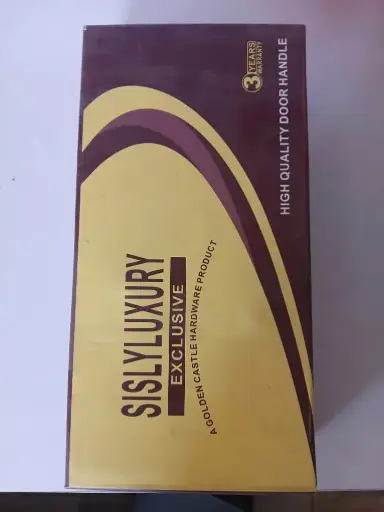 3 YEARS
WARRANTY
HIGH QUALITY DOOR HANDLE
SISLYLUXURY
EXCLUSIVE
A GOLDEN CASTLE HARDWARE PRODUCT